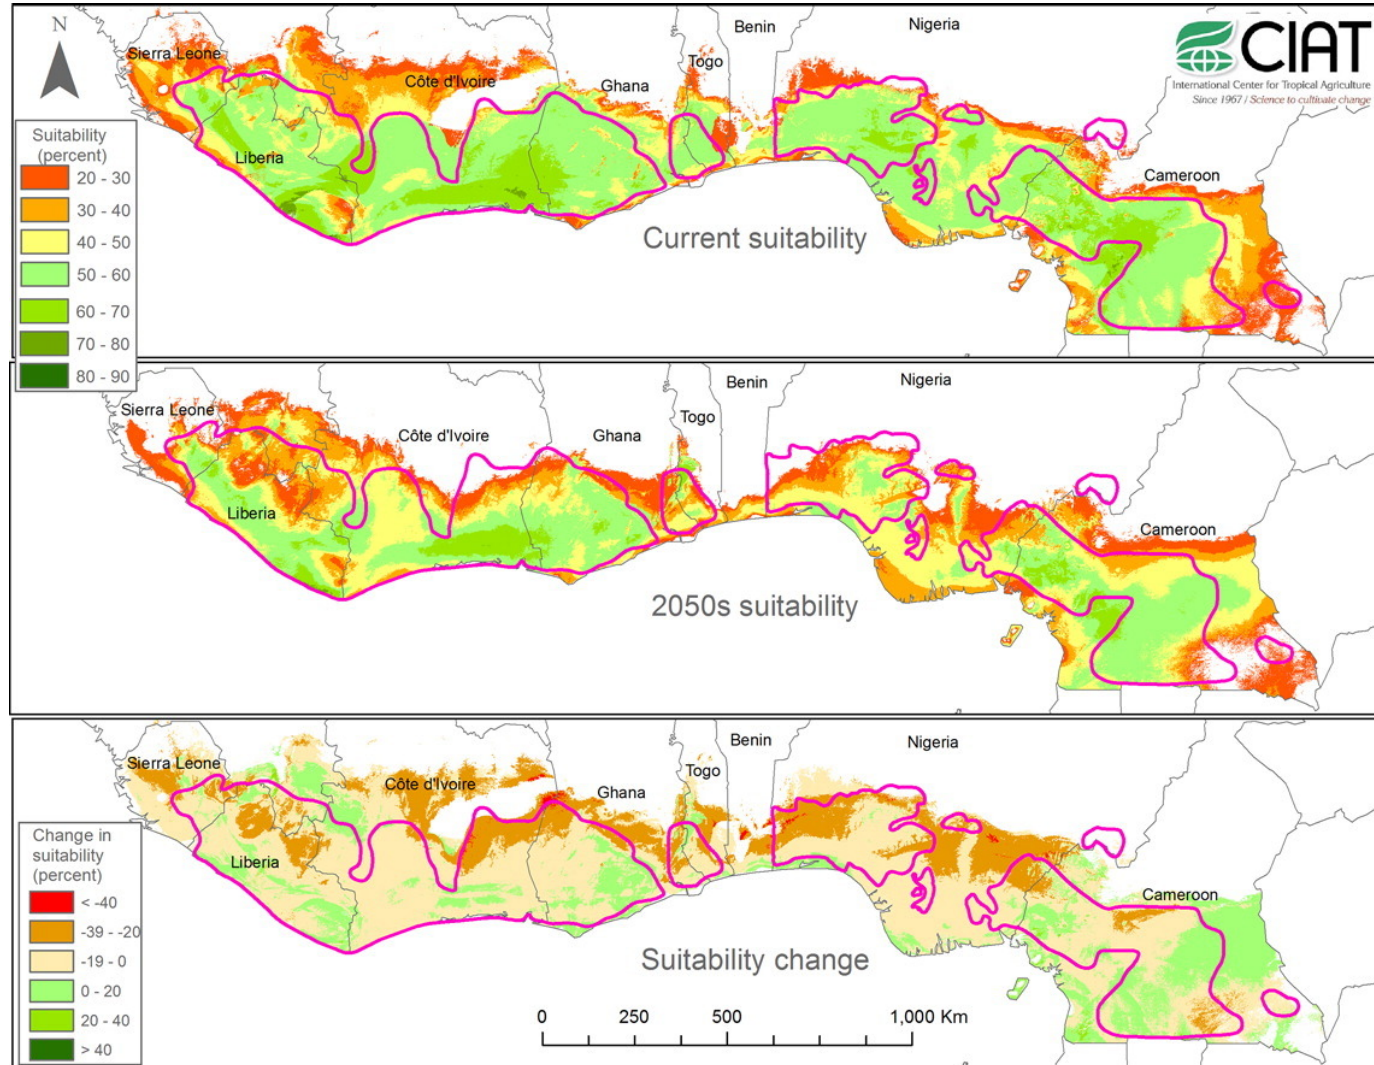 N
Sierra Leone
Côte d'Ivoire
Ghana
Togo
Benin
Nigeria
CIAT
International Center for Tropical Agriculture
Since 1967 / Science to cultivate change
Suitability
(percent)
20 - 30
30 - 40
40 - 50
50 - 60
60 - 70
70 - 80
80 - 90
Liberia
Cameroon
Current suitability
Sierra Leone
Côte d'Ivoire
Ghana
Togo
Benin
Nigeria
Liberia
Cameroon
2050s suitability
Sierra Leone
Côte d'Ivoire
Ghana
Togo
Benin
Nigeria
Liberia
Cameroon
Change in
suitability
(percent)
< -40
-39 - -20
-19 - 0
0 - 20
20 - 40
> 40
Suitability change
0 250 500 1,000 Km